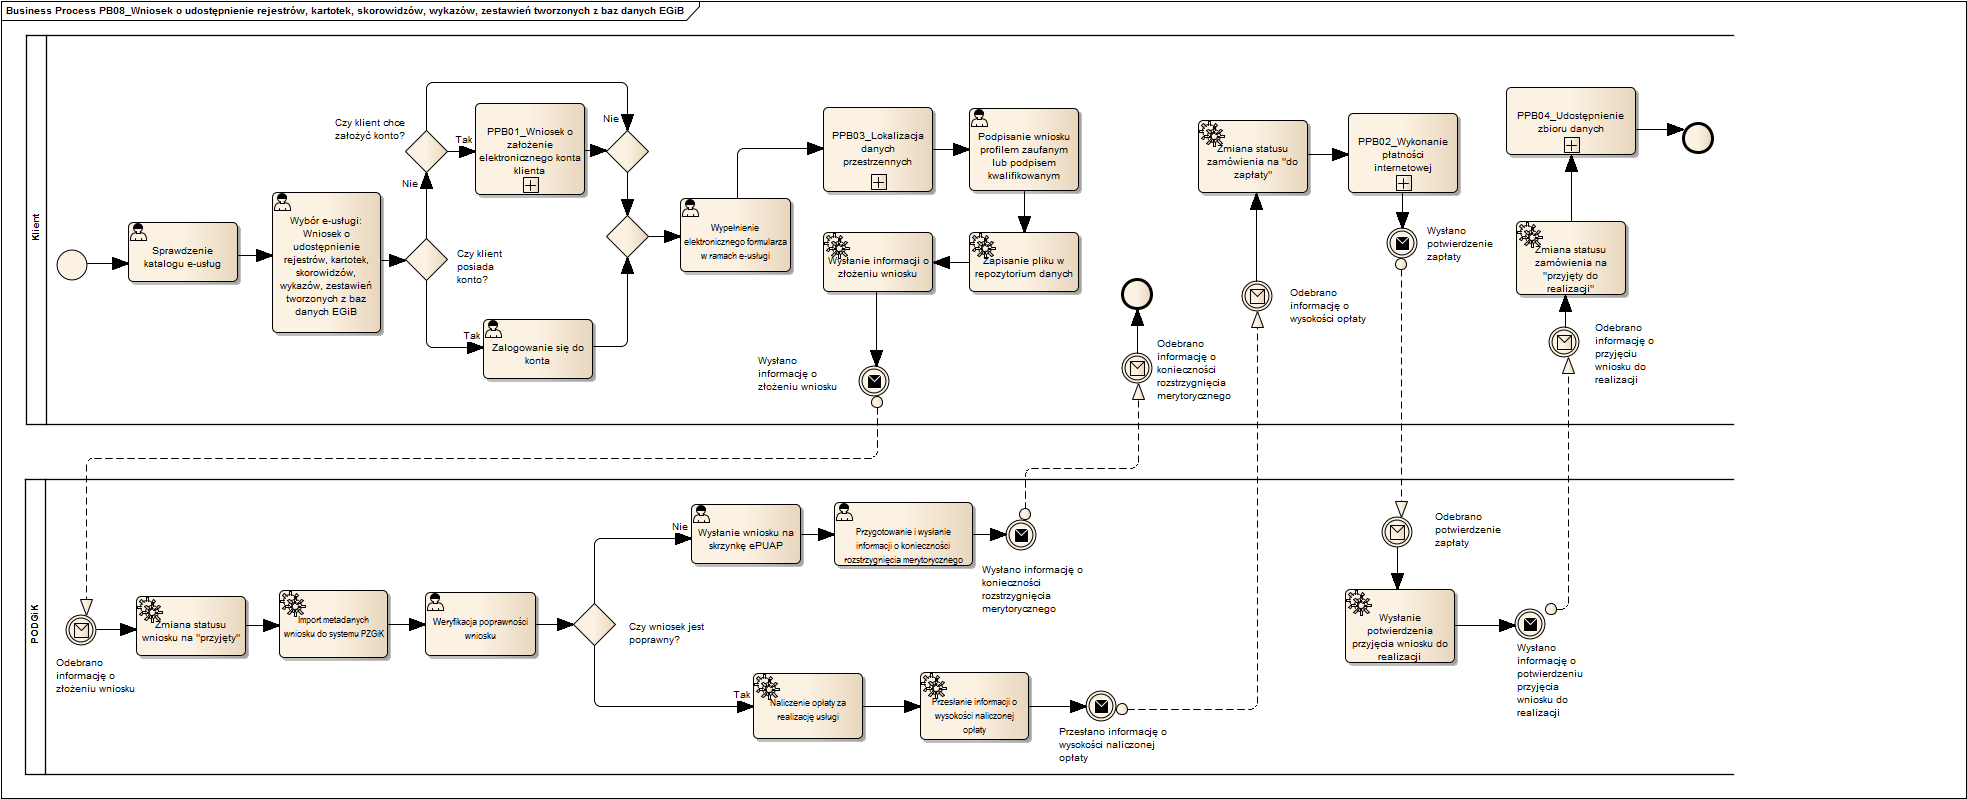 Business Process PB08_Wniosek o udostępnienie rejestrów, kartotek, skorowidzów, wykazów, zestawień tworzonych z baz danych EGiB
Klient
Sprawdzenie
katalogu e-usług
Wybór e-usługi:
Wniosek o
udostępnienie
rejestrów, kartotek,
skorowidzów,
wykazów, zestawień
tworzonych z baz
danych EGiB
Czy klient
posiada
konto?
Nie
Tak
Czy klient chce
założyć konto?
Tak
Nie
PPB01_Wniosek o
założenie
elektronicznego konta
klienta
Zalogowanie się do
konta
Wypełnienie
elektronicznego formularza
w ramach e-usługi
PPB03_Lokalizacja
danych
przestrzennych
Podpisanie wniosku
profilem zaufanym
lub podpisem
kwalifikowanym
Zapisanie pliku w
repozytorium danych
Wysłanie informacji o
złożeniu wniosku
Wysłano
informację o
złożeniu wniosku
Odebrano
informację o
konieczności
rozstrzygnięcia
merytorycznego
Zmiana statusu
zamówienia na "do
zapłaty"
Odebrano
informację o
wysokości opłaty
PPB02_Wykonanie
płatności
internetowej
Wysłano
potwierdzenie
zapłaty
PPB04_Udostępnienie
zbioru danych
Zmiana statusu
zamówienia na
"przyjęty do
realizacji"
Odebrano
informację o
przyjęciu
wniosku do
realizacji
PODGiK
Odebrano
informację o
złożeniu wniosku
Zmiana statusu
wniosku na "przyjęty"
Import metadanych
wniosku do systemu PZGiK
Weryfikacja poprawności
wniosku
Czy wniosek jest
poprawny?
Nie
Tak
Wysłanie wniosku na
skrzynkę ePUAP
Przygotowanie i wysłanie
informacji o konieczności
rozstrzygnięcia merytorycznego
Wysłano informację o
konieczności
rozstrzygnięcia
merytorycznego
Naliczenie opłaty za
realizację usługi
Przesłanie informacji o
wysokości naliczonej
opłaty
Przesłano informację o
wysokości naliczonej
opłaty
Odebrano
potwierdzenie
zapłaty
Wysłanie
potwierdzenia
przyjęcia wniosku do
realizacji
Wysłano
informację o
potwierdzeniu
przyjęcia
wniosku do
realizacji